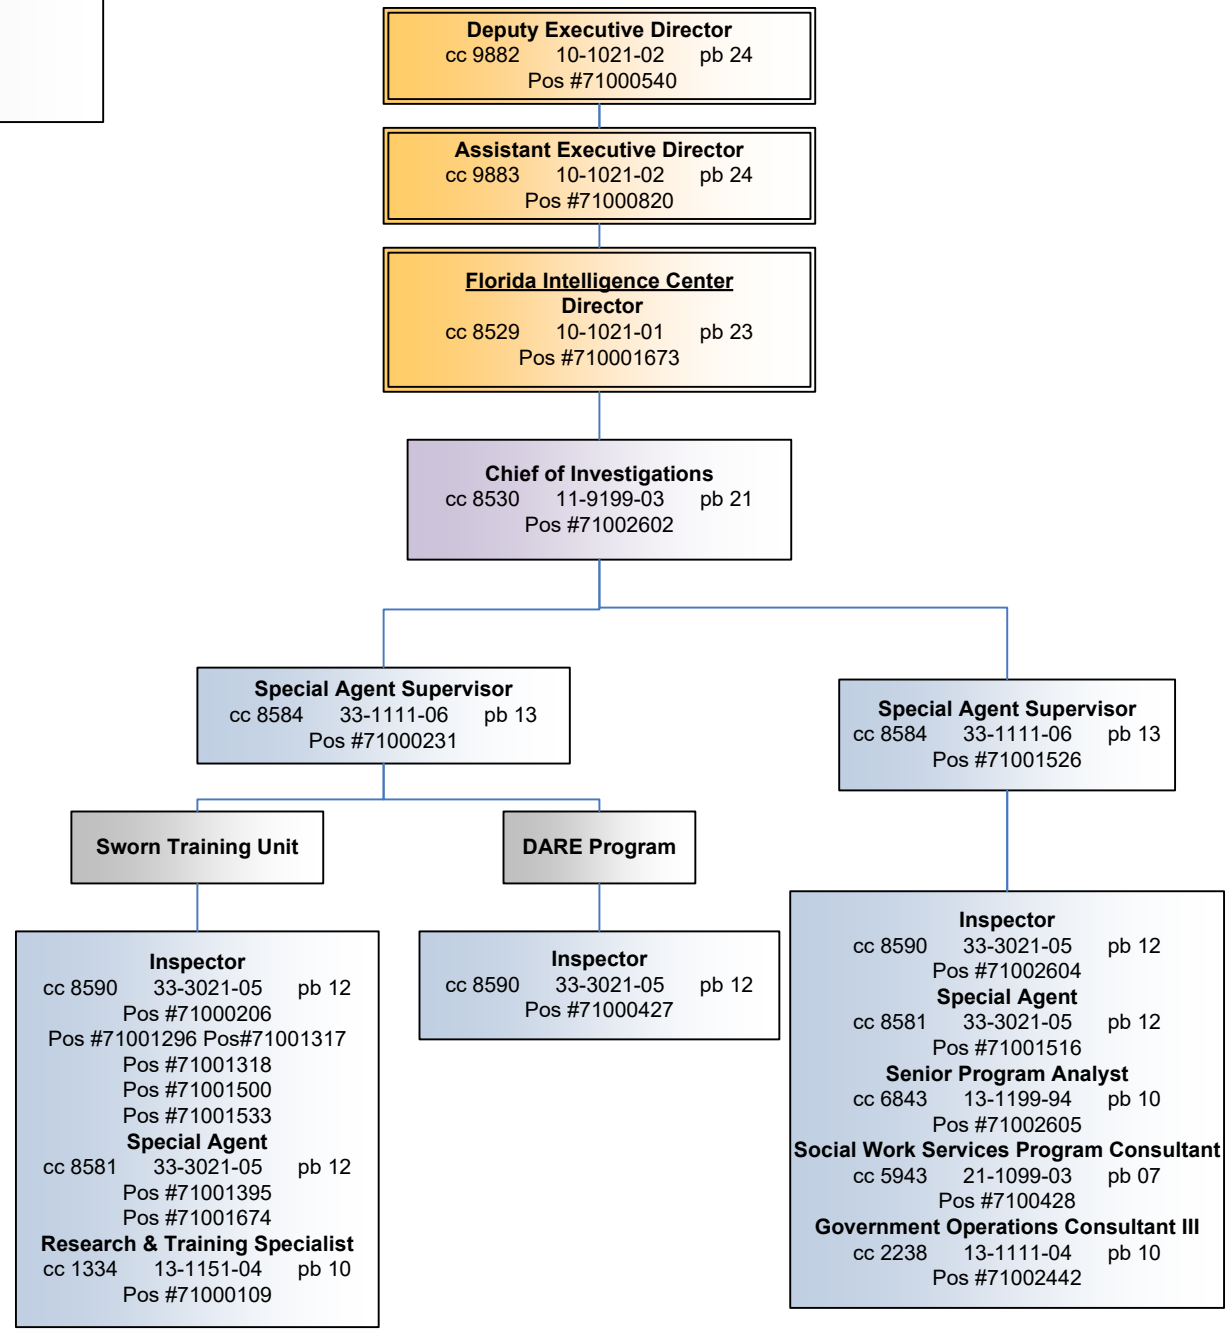 Deputy Executive Director
cc 9882 10-1021-02 pb 24
Pos #71000540
Assistant Executive Director
cc 9883 10-1021-02 pb 24
Pos #71000820
Florida Intelligence Center
Director
cc 8529 10-1021-01 pb 23
Pos #710001673
Chief of Investigations
cc 8530 11-9199-03 pb 21
Pos #71002602
Special Agent Supervisor
cc 8584 33-1111-06 pb 13
Pos #71000231
Special Agent Supervisor
cc 8584 33-1111-06 pb 13
Pos #71001526
Sworn Training Unit
DARE Program
Inspector
cc 8590 33-3021-05 pb 12
Pos #71000206
Pos #71001296 Pos#71001317
Pos #71001318
Pos #71001500
Pos #71001533
Special Agent
cc 8581 33-3021-05 pb 12
Pos #71001395
Pos #71001674
Research & Training Specialist
cc 1334 13-1151-04 pb 10
Pos #71000109
Inspector
cc 8590 33-3021-05 pb 12
Pos #71000427
Inspector
cc 8590 33-3021-05 pb 12
Pos #71002604
Special Agent
cc 8581 33-3021-05 pb 12
Pos #71001516
Senior Program Analyst
cc 6843 13-1199-94 pb 10
Pos #71002605
Social Work Services Program Consultant
cc 5943 21-1099-03 pb 07
Pos #7100428
Government Operations Consultant III
cc 2238 13-1111-04 pb 10
Pos #71002442